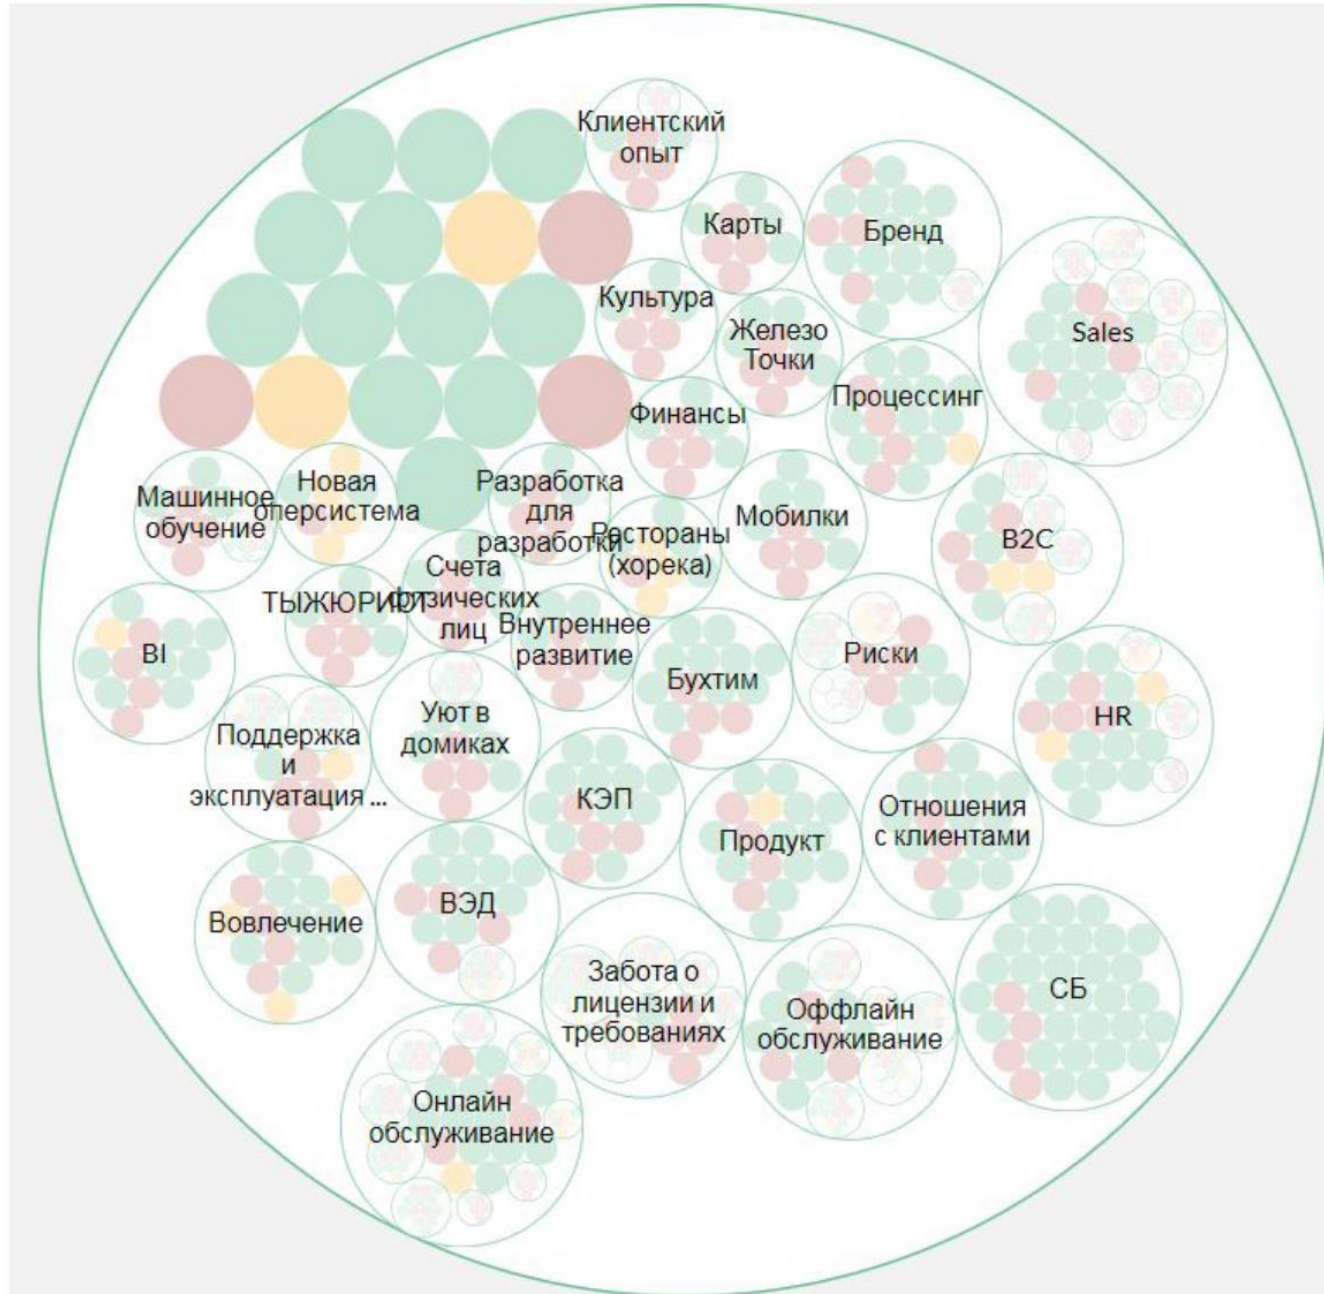 Клиентский
опыт
Карты
Бренд
Культура
Железо
Точки
Sales
Финансы
Процессинг
Машинное
обучение
Новая
оперсистема
Разработка
для
разработки
Рестораны
(хорека)
Мобилки
B2C
Счета
физических
лиц
ТЫЖЮРИСТ
Внутреннее
развитие
BI
Бухтим
Риски
HR
Поддержка
и
эксплуатация ...
Уют в
домиках
КЭП
Продукт
Отношения
с клиентами
Вовлечение
ВЭД
Забота о
лицензии и
требованиях
Оффлайн
обслуживание
СБ
Онлайн
обслуживание